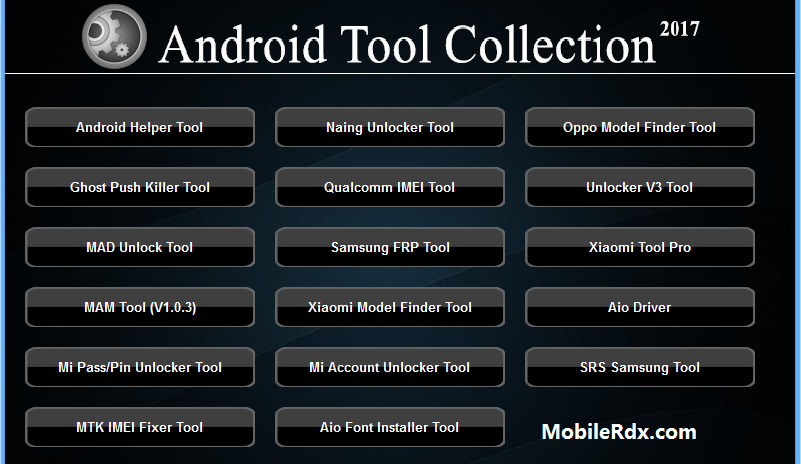 Android Tool Collection 2017
Android Helper Tool
Naing Unlocker Tool
Oppo Model Finder Tool
Ghost Push Killer Tool
Qualcomm IMEI Tool
Unlocker V3 Tool
MAD Unlock Tool
Samsung FRP Tool
Xiaomi Tool Pro
MAM Tool (V1.0.3)
Xiaomi Model Finder Tool
Aio Driver
Mi Pass/Pin Unlocker Tool
Mi Account Unlocker Tool
SRS Samsung Tool
MTK IMEI Fixer Tool
Aio Font Installer Tool
MobileRdx.com